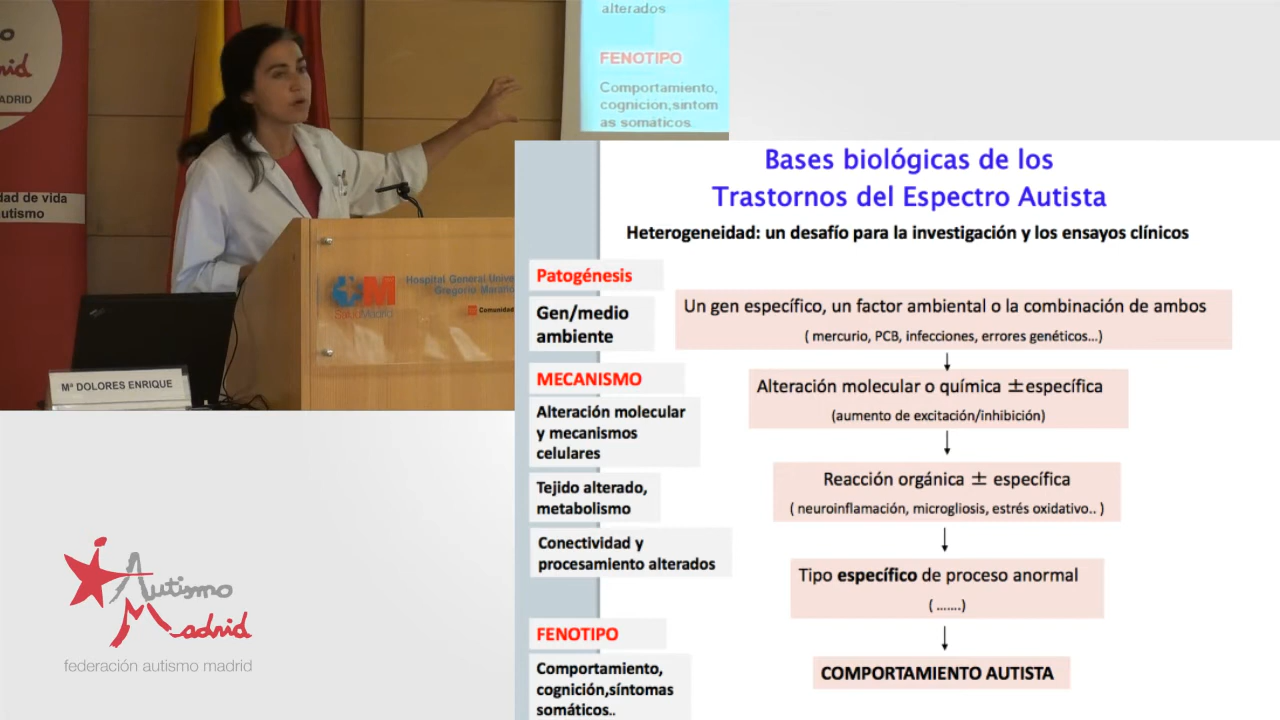 alterados
FENOTIPO
Comportamiento,
cognicion,sintom
as somáticos.
MADRID
dad de vida
utismo
Hospital General Unive
Gregorio Marañ
SaludMadrid
Comunidad
Mª DOLORES ENRIQUE
Autismo
Madrid
federación autismo madrid
Bases biológicas de los
Trastornos del Espectro Autista
Heterogeneidad: un desafío para la investigación y los ensayos clínicos
Patogénesis
Gen/medio
ambiente
MECANISMO
Alteración molecular
y mecanismos
celulares
Tejido alterado,
metabolismo
Conectividad y
procesamiento alterados
FENOTIPO
Comportamiento,
cognición,síntomas
somáticos..
Un gen específico, un factor ambiental o la combinación de ambos
( mercurio, PCB, infecciones, errores genéticos...)
Alteración molecular o química ±específica
(aumento de excitación/inhibición)
Reacción orgánica ± específica
( neuroinflamación, microgliosis, estrés oxidativo.. )
Tipo específico de proceso anormal
( .......)
COMPORTAMIENTO AUTISTA